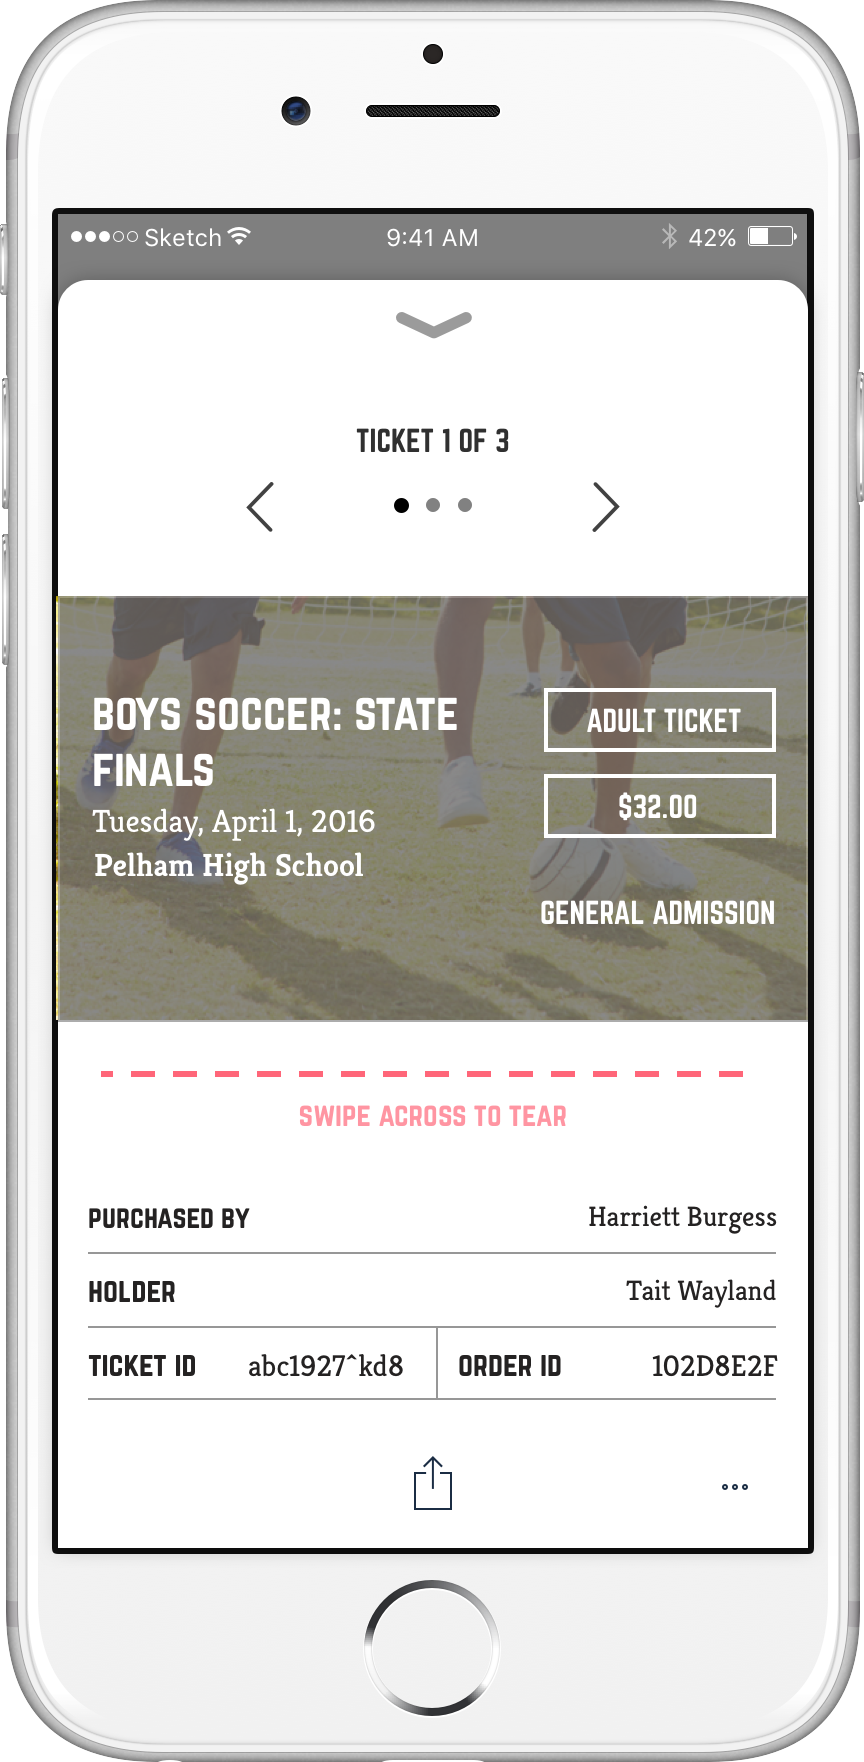 Sketch 9:41 AM 42%
TICKET 1 OF 3
BOYS SOCCER: STATE
FINALS
Tuesday, April 1, 2016
Pelham High School
ADULT TICKET
$32.00
GENERAL ADMISSION
SWIPE ACROSS TO TEAR
PURCHASED BY Harriett Burgess
HOLDER Tait Wayland
TICKET ID abc1927^kd8 ORDER ID 102D8E2F